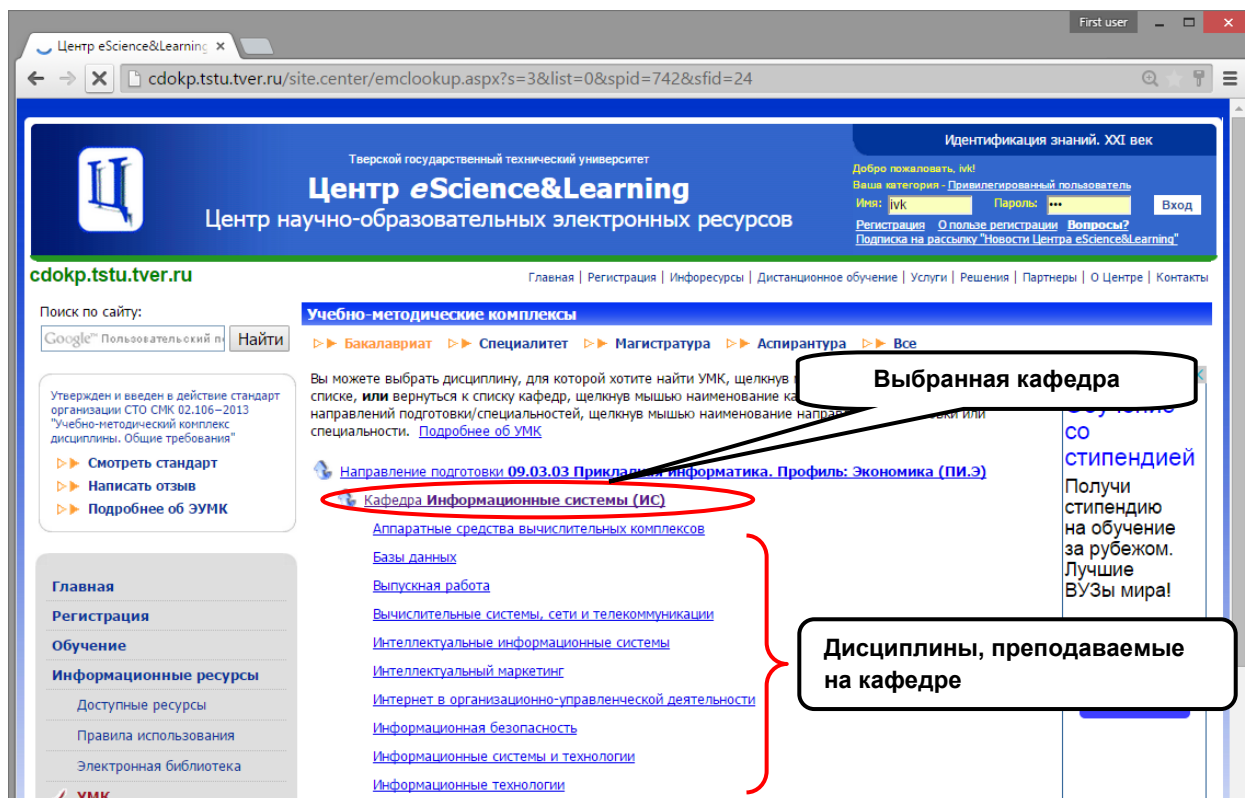 First user
Центр eScience&Learning
cdokp.tstu.tver.ru/site.center/emclookup.aspx?s=3&list=0&spid=742&sfid=24
Ц
Тверской государственный технический университет
Центр eScience&Learning
Центр научно-образовательных электронных ресурсов
Идентификация знаний. XXI век
Добро пожаловать, ivk!
Ваша категория - Привилегированный пользователь
Имя: ivk Пароль: ••• Вход
Регистрация О пользе регистрации Вопросы?
Подписка на рассылку "Новости Центра eScience&Learning"
cdokp.tstu.tver.ru
Главная | Регистрация | Инфоресурсы | Дистанционное обучение | Услуги | Решения | Партнеры | О Центре | Контакты
Поиск по сайту:
Google™ Пользовательский п Найти
Утвержден и введен в действие стандарт
организации СТО СМК 02.106-2013
"Учебно-методический комплекс
дисциплины. Общие требования"
Смотреть стандарт
Написать отзыв
Подробнее об ЭУМК
Главная
Регистрация
Обучение
Информационные ресурсы
Доступные ресурсы
Правила использования
Электронная библиотека
УМК
Учебно-методические комплексы
Бакалавриат Специалитет Магистратура Аспирантура Все
Вы можете выбрать дисциплину, для которой хотите найти УМК, щелкнув
списке, или вернуться к списку кафедр, щелкнув мышью наименование
направлений подготовки/специальностей, щелкнув мышью наименование или
специальности. Подробнее об УМК
Направление подготовки 09.03.03 Прикладная информатика. Профиль: Экономика (ПИ.Э)
Кафедра Информационные системы (ИС)
Аппаратные средства вычислительных комплексов
Базы данных
Выпускная работа
Вычислительные системы, сети и телекоммуникации
Интеллектуальные информационные системы
Интеллектуальный маркетинг
Интернет в организационно-управленческой деятельности
Информационная безопасность
Информационные системы и технологии
Информационные технологии
Выбранная кафедра
Дисциплины, преподаваемые
на кафедре
со
стипендией
Получи
стипендию
на обучение
за рубежом.
Лучшие
ВУЗы мира!